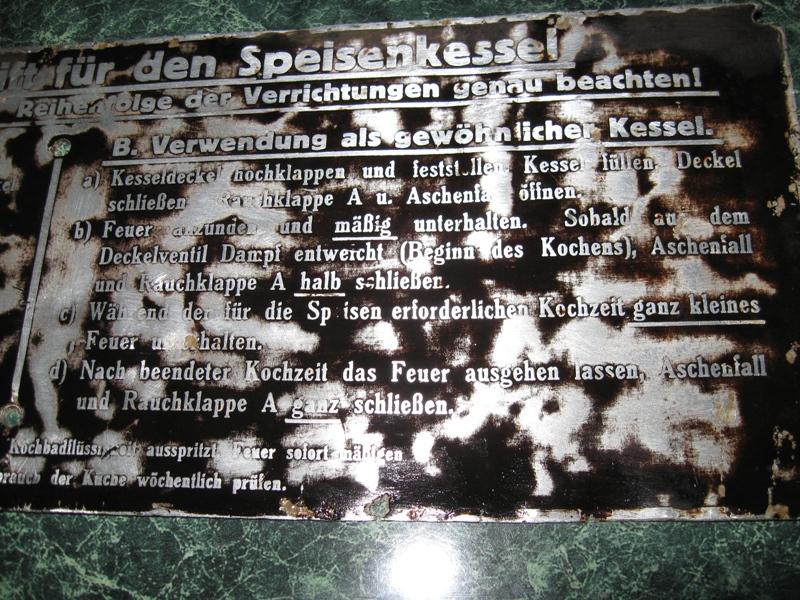 für den Speisenkessel
Reihenfolge der Verrichtungen genau beachten!
B. Verwendung als gewöhnlicher Kessel.
a) Kesseldeckel hochklappen und feststellen. Kessel füllen. Deckel
schließen Rauchklappe A u. Aschenfall öffnen.
b) Feuer anzünden und mäßig unterhalten. Sobald aus dem
Deckelventil Dampf entweicht (Beginn des Kochens), Aschenfall
und Rauchklappe A halb schließen.
c) Während der für die Speisen erforderlichen Kochzeit ganz kleines
Feuer unterhalten.
d) Nach beendeter Kochzeit das Feuer ausgehen lassen, Aschenfall
und Rauchklappe A ganz schließen.
Kochbadflüssigkeit ausspritzt, Feuer sofort mäßigen
der Küche wöchentlich prüfen.